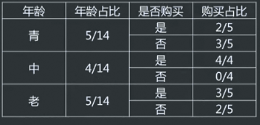 年龄 年龄占比 是否购买 购买占比
青 5/14 是 2/5
否 3/5
中 4/14 是 4/4
否 0/4
老 5/14 是 3/5
否 2/5